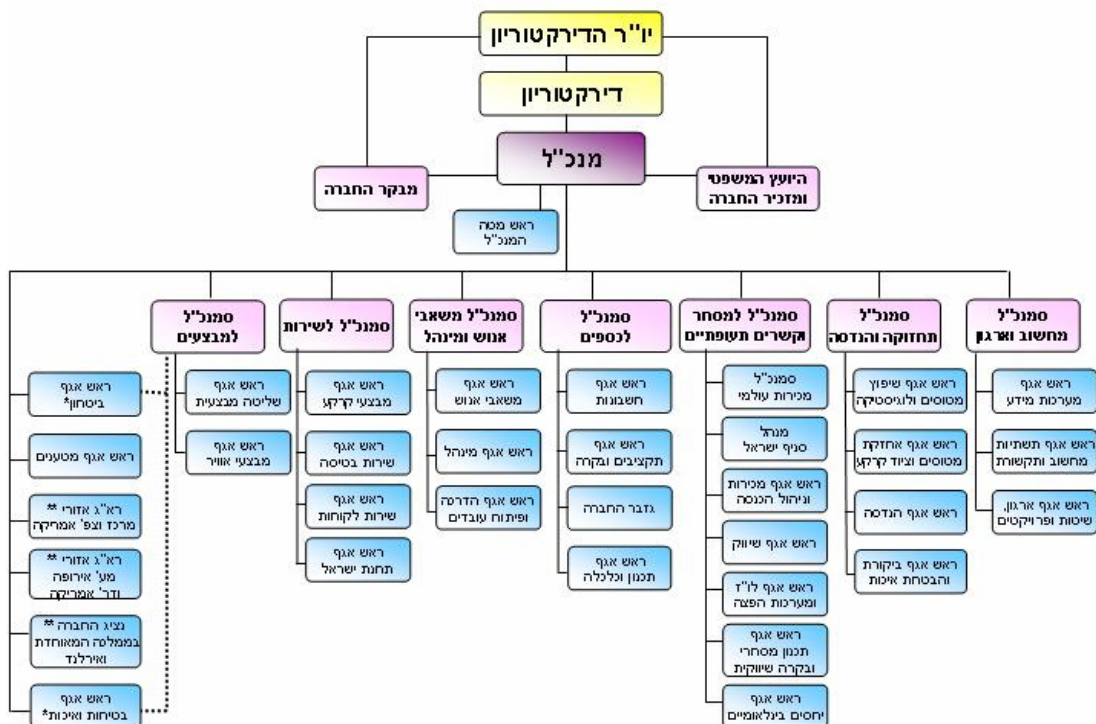 יו"ר הדירקטוריון
דירקטוריון
מנכ"ל
היועץ המשפטי
ומזכיר החברה
מבקר החברה
ראש מטה
המנכ"ל
סמנכ"ל
מחשוב וארגון
ראש אגף
מערכות מידע
ראש אגף תשתיות
מחשוב ותקשורת
ראש אגף ארגון,
שיטות ופרויקטים
סמנכ"ל
תחזוקה והנדסה
ראש אגף שיפוץ
מטוסים ולוגיסטיקה
ראש אגף אחזקת
מטוסים וציוד קרקע
ראש אגף הנדסה
ראש אגף ביקורת
והבטחת איכות
סמנכ"ל למסחר
וקשרים תעופתיים
סמנכ"ל
מכירות עולמי
מנהל
סניף ישראל
ראש אגף מכירות
וניהול הכנסה
ראש אגף שיווק
ראש אגף לו"ז
ומערכות הפצה
ראש אגף
תכנון מסחרי
ובקרה שיווקית
ראש אגף
יחסים בינלאומיים
סמנכ"ל
לכספים
ראש אגף
חשבונות
ראש אגף
תקציבים ובקרה
גזבר החברה
ראש אגף
תכנון וכלכלה
סמנכ"ל משאבי
אנוש ומינהל
ראש אגף
משאבי אנוש
ראש אגף מינהל
ראש אגף הדרכה
ופיתוח עובדים
סמנכ"ל לשירות
ראש אגף
מבצעי קרקע
ראש אגף
שירות בטיסה
ראש אגף
שירות לקוחות
ראש אגף
תחנת ישראל
סמנכ"ל
למבצעים
ראש אגף
שליטה מבצעית
ראש אגף
מבצעי אוויר
ראש אגף
ביטחון*
ראש אגף מטענים
רא"ג אזורי **
מרכז וצפ' אמריקה
רא"ג אזורי **
מע' אירופה
ודר' אמריקה
נציג החברה **
בממלכה המאוחדת
ואירלנד
ראש אגף
בטיחות ואיכות*